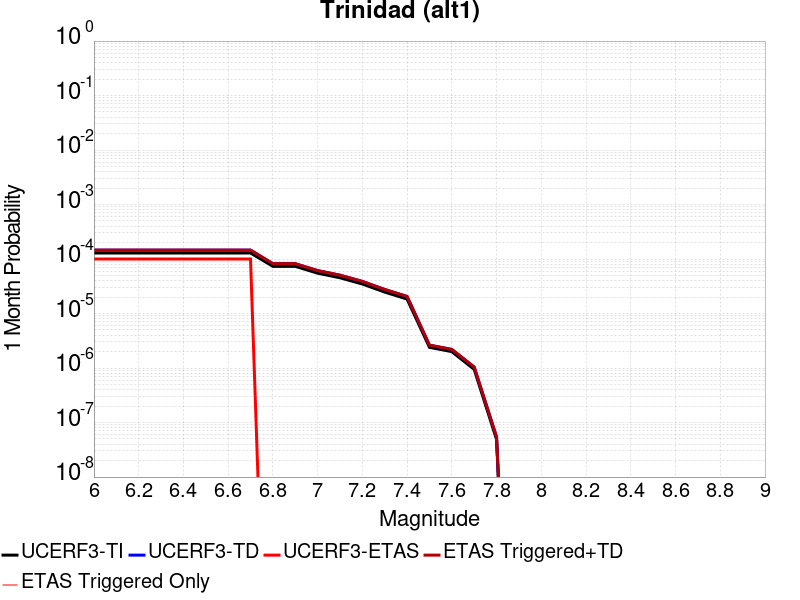 Trinidad (alt1)
10^0
10^-1
10^-2
10^-3
10^-4
10^-5
10^-6
10^-7
10^-8
1 Month Probability
6 6.2 6.4 6.6 6.8 7 7.2 7.4 7.6 7.8 8 8.2 8.4 8.6 8.8 9
Magnitude
UCERF3-TI UCERF3-TD UCERF3-ETAS ETAS Triggered+TD
ETAS Triggered Only